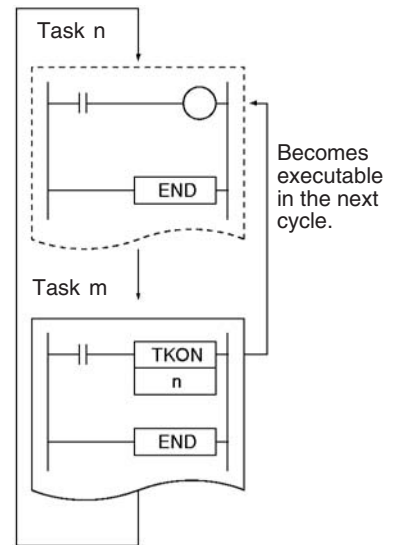 Task n
END
Becomes
executable
in the next
cycle.
Task m
TKON
n
END